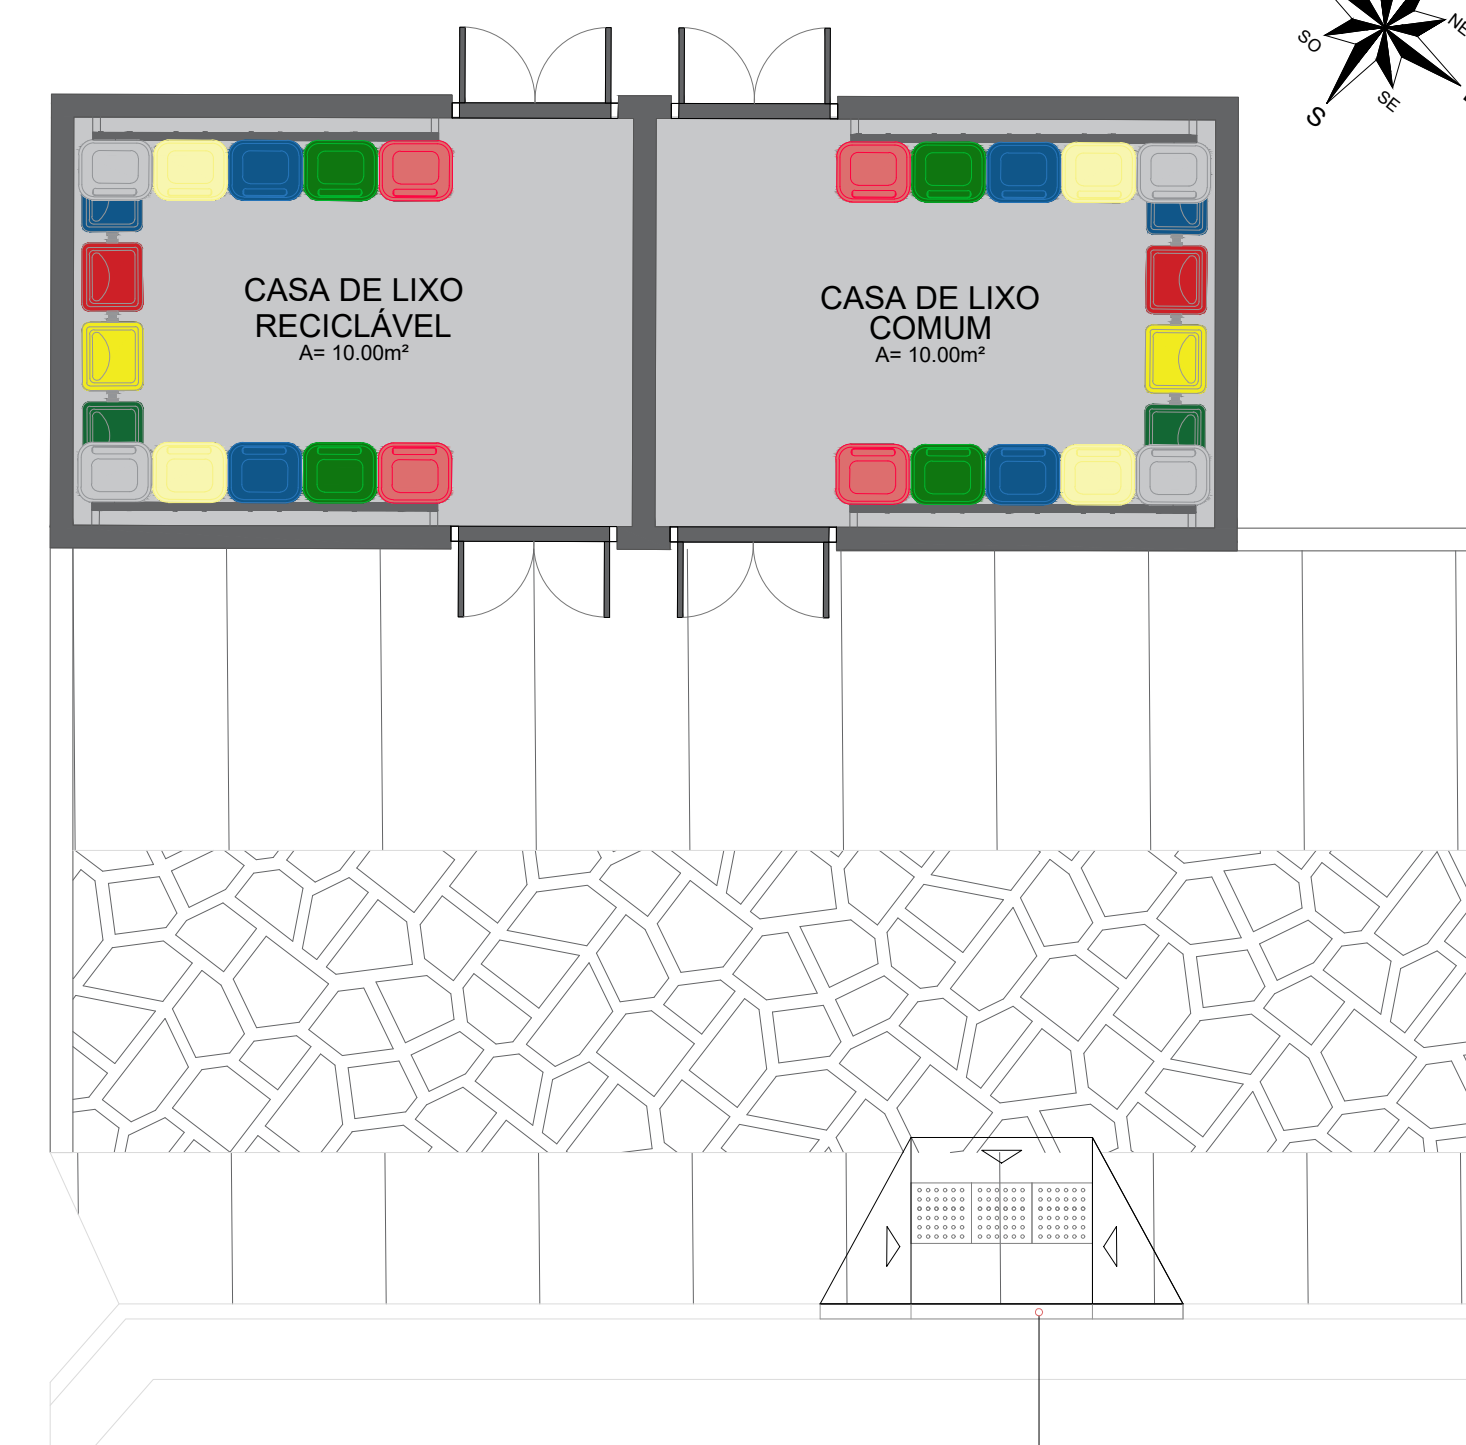 SO
NE
SE
S
CASA DE LIXO
RECICLÁVEL
A= 10.00m²
CASA DE LIXO
COMUM
A= 10.00m²